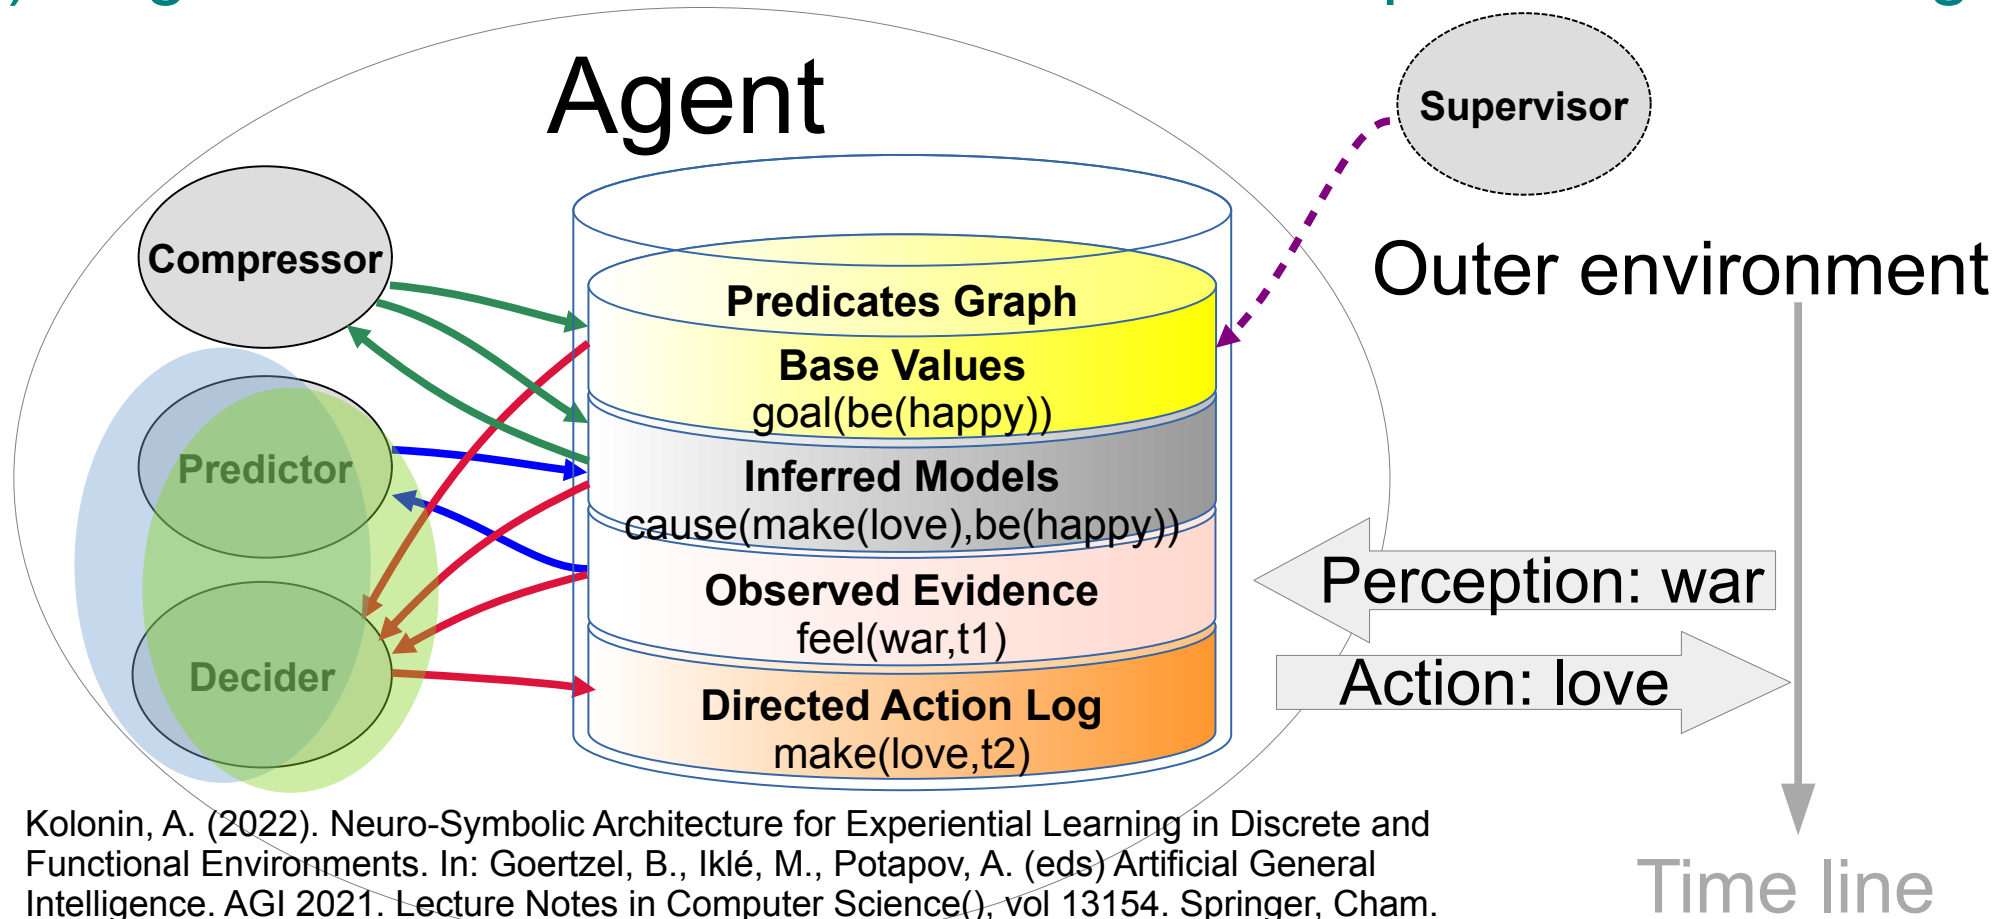 Agent
Supervisor
Compressor
Outer environment
Predicates Graph
Base Values
goal(be(happy))
Predictor
Inferred Models
cause(make(love),be(happy))
Perception: war
Observed Evidence
feel(war,t1)
Action: love
Decider
Directed Action Log
make(love,t2)
Kolonin, A. (2022). Neuro-Symbolic Architecture for Experiential Learning in Discrete and
Functional Environments. In: Goertzel, B., Iklé, M., Potapov, A. (eds) Artificial General
Intelligence. AGI 2021. Lecture Notes in Computer Science(), vol 13154. Springer, Cham.
Time line